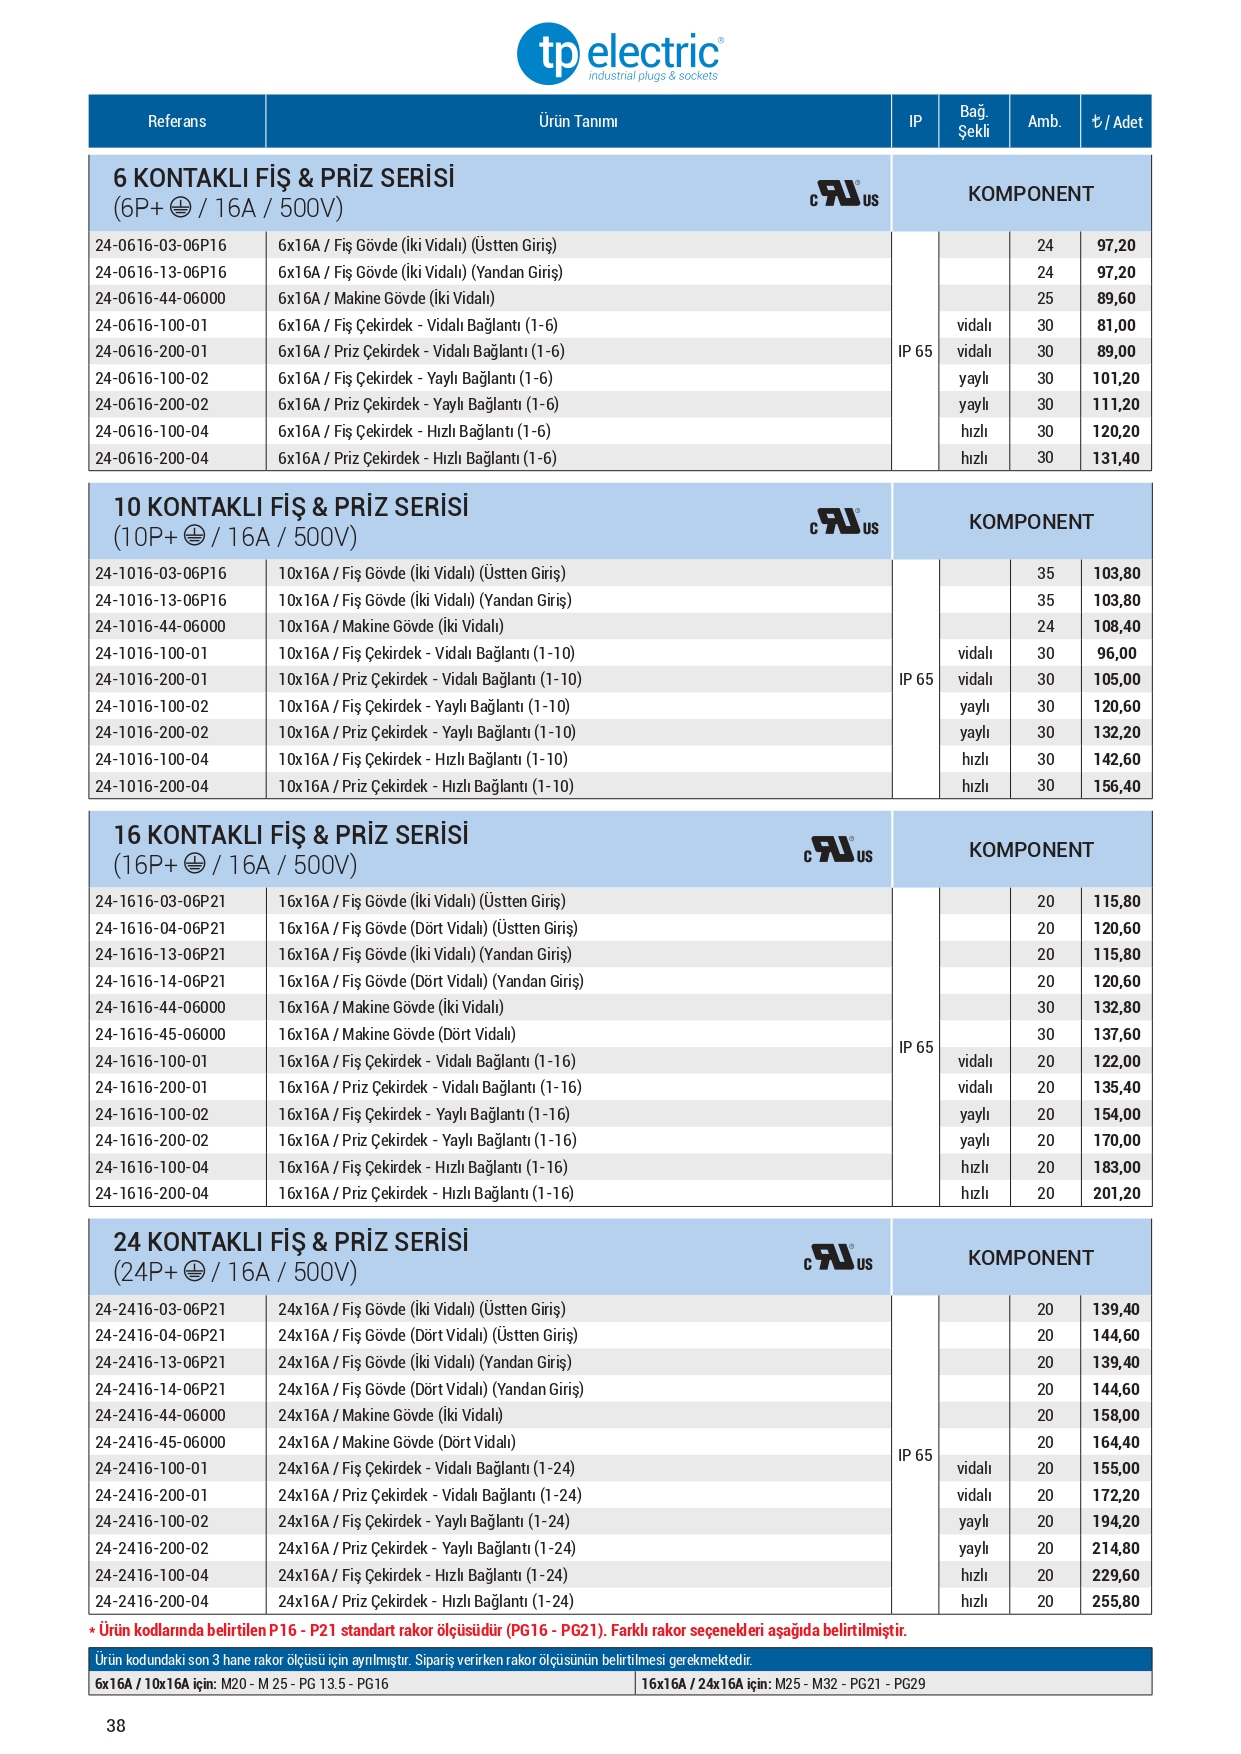 tp electric®
industrial plugs & sockets
Referans Ürün Tanımı IP Bağ. Şekli Amb. ₺ / Adet
6 KONTAKLI FİŞ & PRİZ SERİSİ
(6P+ / 16A / 500V)
c RU ® US KOMPONENT
24-0616-03-06P16 6x16A / Fiş Gövde (İki Vidalı) (Üstten Giriş) 24 97,20
24-0616-13-06P16 6x16A / Fiş Gövde (İki Vidalı) (Yandan Giriş) 24 97,20
24-0616-44-06000 6x16A / Makine Gövde (İki Vidalı) 25 89,60
24-0616-100-01 6x16A / Fiş Çekirdek - Vidalı Bağlantı (1-6) vidalı 30 81,00
24-0616-200-01 6x16A / Priz Çekirdek - Vidalı Bağlantı (1-6) IP 65 vidalı 30 89,00
24-0616-100-02 6x16A / Fiş Çekirdek - Yaylı Bağlantı (1-6) yaylı 30 101,20
24-0616-200-02 6x16A / Priz Çekirdek - Yaylı Bağlantı (1-6) yaylı 30 111,20
24-0616-100-04 6x16A / Fiş Çekirdek - Hızlı Bağlantı (1-6) hızlı 30 120,20
24-0616-200-04 6x16A / Priz Çekirdek - Hızlı Bağlantı (1-6) hızlı 30 131,40
10 KONTAKLI FİŞ & PRİZ SERİSİ
(10P+ / 16A / 500V)
c RU ® US KOMPONENT
24-1016-03-06P16 10x16A / Fiş Gövde (İki Vidalı) (Üstten Giriş) 35 103,80
24-1016-13-06P16 10x16A / Fiş Gövde (İki Vidalı) (Yandan Giriş) 35 103,80
24-1016-44-06000 10x16A / Makine Gövde (İki Vidalı) 24 108,40
24-1016-100-01 10x16A / Fiş Çekirdek - Vidalı Bağlantı (1-10) vidalı 30 96,00
24-1016-200-01 10x16A / Priz Çekirdek - Vidalı Bağlantı (1-10) IP 65 vidalı 30 105,00
24-1016-100-02 10x16A / Fiş Çekirdek - Yaylı Bağlantı (1-10) yaylı 30 120,60
24-1016-200-02 10x16A / Priz Çekirdek - Yaylı Bağlantı (1-10) yaylı 30 132,20
24-1016-100-04 10x16A / Fiş Çekirdek - Hızlı Bağlantı (1-10) hızlı 30 142,60
24-1016-200-04 10x16A / Priz Çekirdek - Hızlı Bağlantı (1-10) hızlı 30 156,40
16 KONTAKLI FİŞ & PRİZ SERİSİ
(16P+ / 16A / 500V)
c RU ® US KOMPONENT
24-1616-03-06P21 16x16A / Fiş Gövde (İki Vidalı) (Üstten Giriş) 20 115,80
24-1616-04-06P21 16x16A / Fiş Gövde (Dört Vidalı) (Üstten Giriş) 20 120,60
24-1616-13-06P21 16x16A / Fiş Gövde (İki Vidalı) (Yandan Giriş) 20 115,80
24-1616-14-06P21 16x16A / Fiş Gövde (Dört Vidalı) (Yandan Giriş) 20 120,60
24-1616-44-06000 16x16A / Makine Gövde (İki Vidalı) 30 132,80
24-1616-45-06000 16x16A / Makine Gövde (Dört Vidalı) 30 137,60
IP 65
24-1616-100-01 16x16A / Fiş Çekirdek - Vidalı Bağlantı (1-16) vidalı 20 122,00
24-1616-200-01 16x16A / Priz Çekirdek - Vidalı Bağlantı (1-16) vidalı 20 135,40
24-1616-100-02 16x16A / Fiş Çekirdek - Yaylı Bağlantı (1-16) yaylı 20 154,00
24-1616-200-02 16x16A / Priz Çekirdek - Yaylı Bağlantı (1-16) yaylı 20 170,00
24-1616-100-04 16x16A / Fiş Çekirdek - Hızlı Bağlantı (1-16) hızlı 20 183,00
24-1616-200-04 16x16A / Priz Çekirdek - Hızlı Bağlantı (1-16) hızlı 20 201,20
24 KONTAKLI FİŞ & PRİZ SERİSİ
(24P+ / 16A / 500V)
c RU ® US KOMPONENT
24-2416-03-06P21 24x16A / Fiş Gövde (İki Vidalı) (Üstten Giriş) 20 139,40
24-2416-04-06P21 24x16A / Fiş Gövde (Dört Vidalı) (Üstten Giriş) 20 144,60
24-2416-13-06P21 24x16A / Fiş Gövde (İki Vidalı) (Yandan Giriş) 20 139,40
24-2416-14-06P21 24x16A / Fiş Gövde (Dört Vidalı) (Yandan Giriş) 20 144,60
24-2416-44-06000 24x16A / Makine Gövde (İki Vidalı) 20 158,00
24-2416-45-06000 24x16A / Makine Gövde (Dört Vidalı) 20 164,40
IP 65
24-2416-100-01 24x16A / Fiş Çekirdek - Vidalı Bağlantı (1-24) vidalı 20 155,00
24-2416-200-01 24x16A / Priz Çekirdek - Vidalı Bağlantı (1-24) vidalı 20 172,20
24-2416-100-02 24x16A / Fiş Çekirdek - Yaylı Bağlantı (1-24) yaylı 20 194,20
24-2416-200-02 24x16A / Priz Çekirdek - Yaylı Bağlantı (1-24) yaylı 20 214,80
24-2416-100-04 24x16A / Fiş Çekirdek - Hızlı Bağlantı (1-24) hızlı 20 229,60
24-2416-200-04 24x16A / Priz Çekirdek - Hızlı Bağlantı (1-24) hızlı 20 255,80
* Ürün kodlarında belirtilen P16 - P21 standart rakor ölçüsüdür (PG16 - PG21). Farklı rakor seçenekleri aşağıda belirtilmiştir.
Ürün kodundaki son 3 hane rakor ölçüsü için ayrılmıştır. Sipariş verirken rakor ölçüsünün belirtilmesi gerekmektedir.
6x16A / 10x16A için: M20 - M 25 - PG 13.5 - PG16 16x16A / 24x16A için: M25 - M32 - PG21 - PG29
38